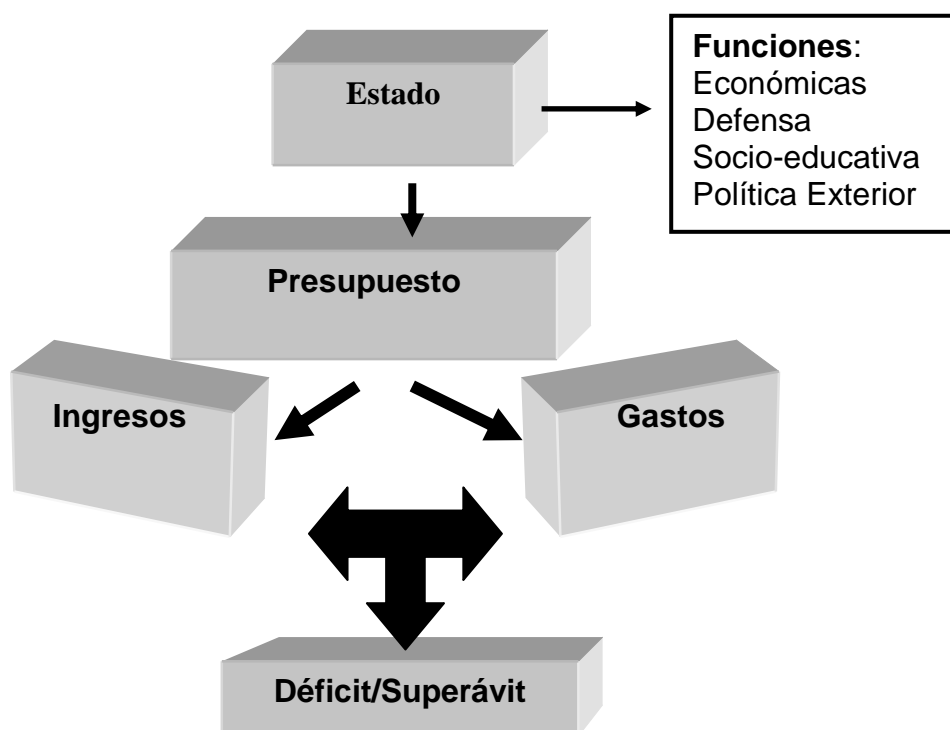 Estado
Funciones:
Económicas
Defensa
Socio-educativa
Política Exterior
Presupuesto
Ingresos
Gastos
Déficit/Superávit